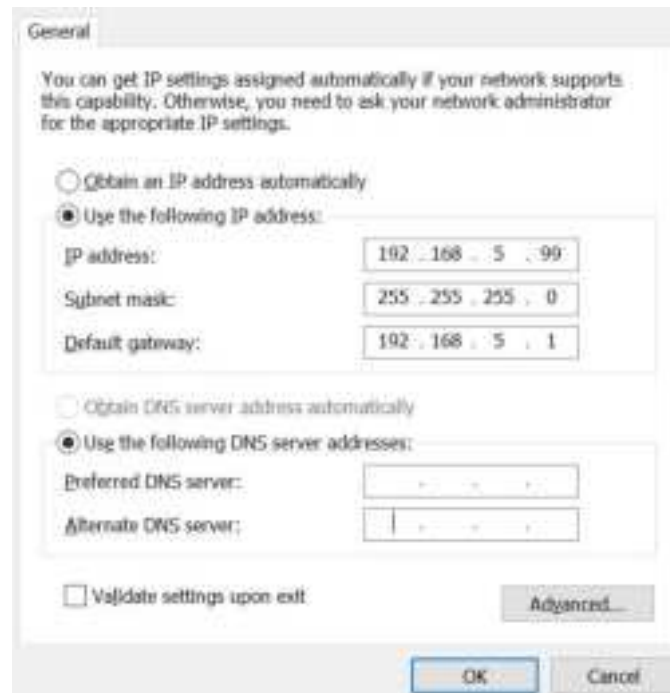 General
You can get IP settings assigned automatically if your network supports
this capability. Otherwise, you need to ask your network administrator
for the appropriate IP settings.
Obtain an IP address automatically
Use the following IP address:
IP address: 192 . 168 . 5 . 99
Subnet mask: 255 . 255 . 255 . 0
Default gateway: 192 . 168 . 5 . 1
Obtain DNS server address automatically
Use the following DNS server addresses:
Preferred DNS server: . . .
Alternate DNS server: . . .
Validate settings upon exit
Advanced...
OK Cancel